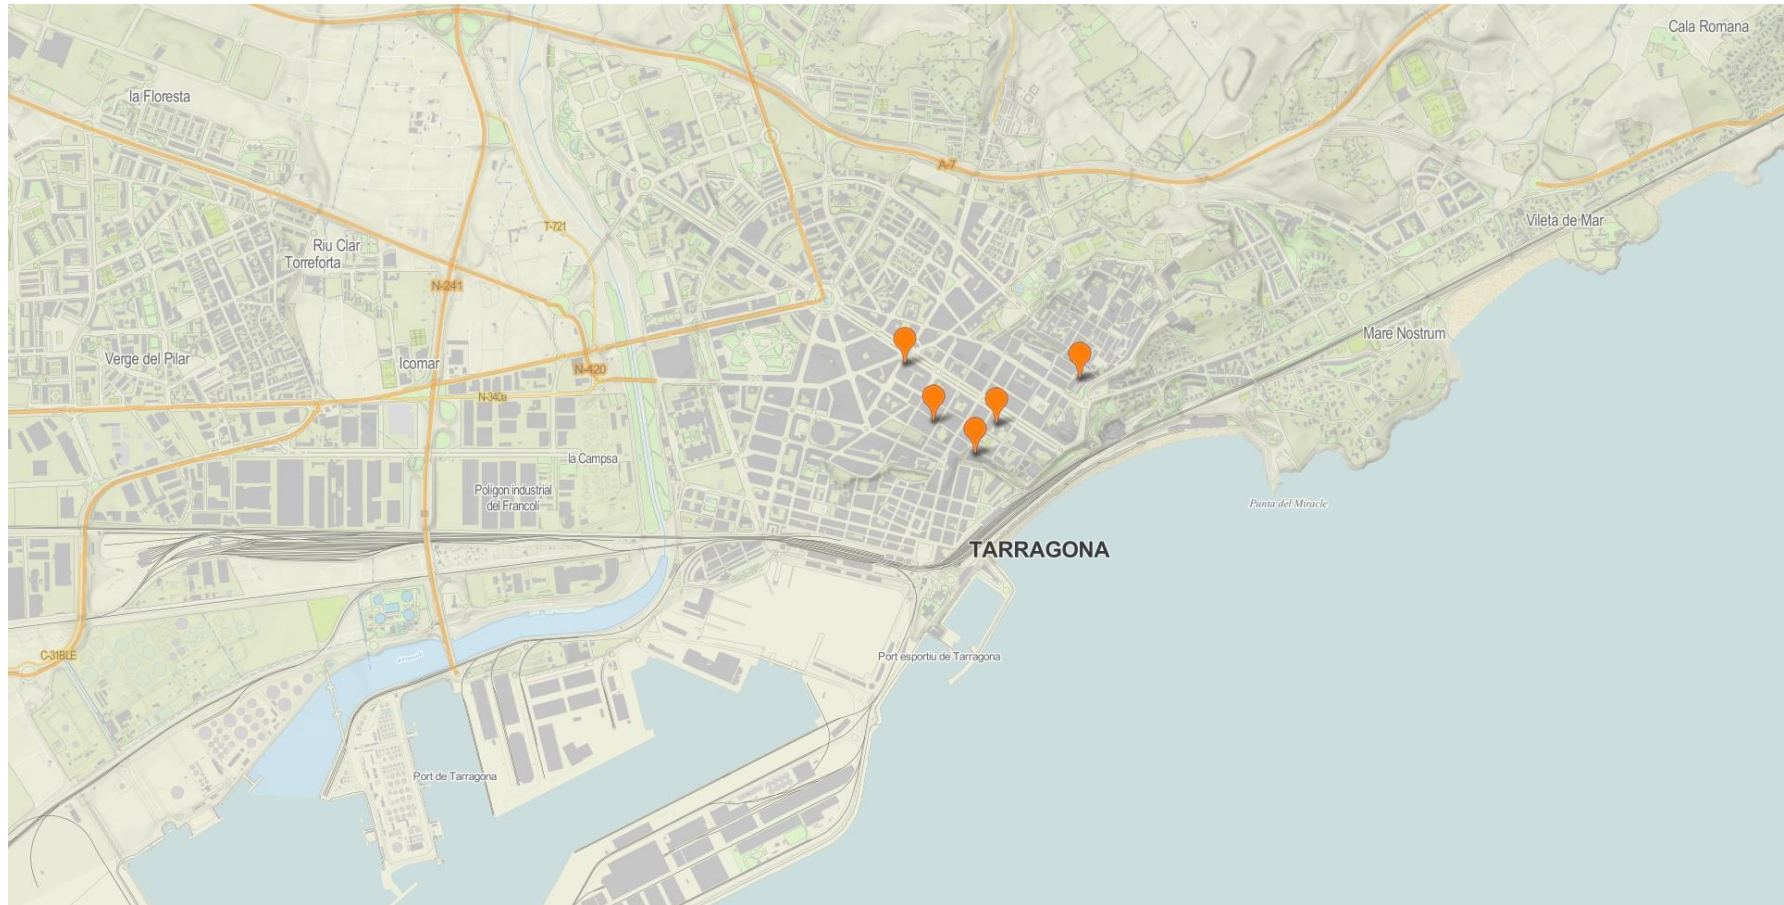 Cala Romana
la Floresta
A-7
Vileta de Mar
T-721
Riu Clar
Torreforta
N-241
Mare Nostrum
Verge del Pilar
Icomar
N-420
N-340a
la Campsa
Polígon industrial
del Francolí
Punta del Miracle
TARRAGONA
C-31BLE
Port esportiu de Tarragona
Port de Tarragona